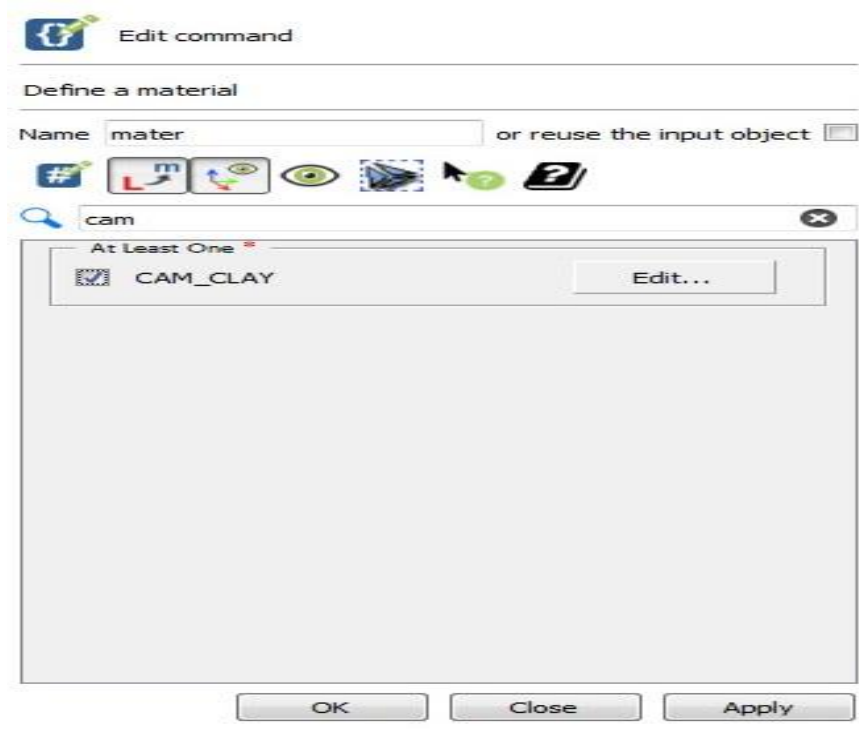 Edit command
Define a material
Name mater or reuse the input object
cam
At Least One *
CAM_CLAY Edit...
OK Close Apply